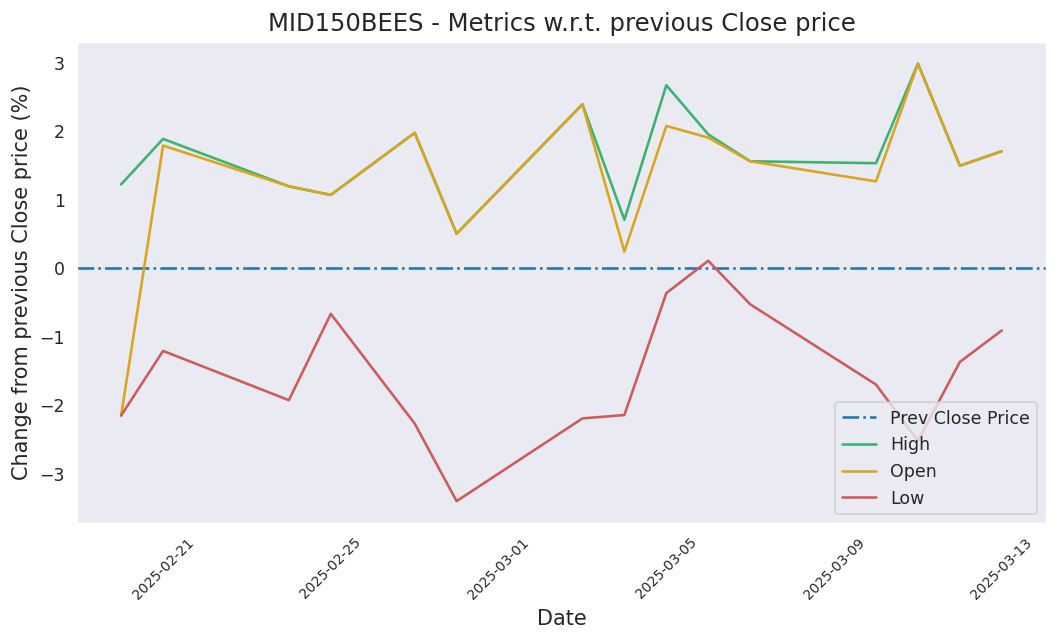 MID150BEES - Metrics w.r.t. previous Close price
Change from previous Close price (%)
3
2
1
0
−1
−2
−3
Prev Close Price
High
Open
Low
2025-02-21
2025-02-25
2025-03-01
2025-03-05
2025-03-09
2025-03-13
Date